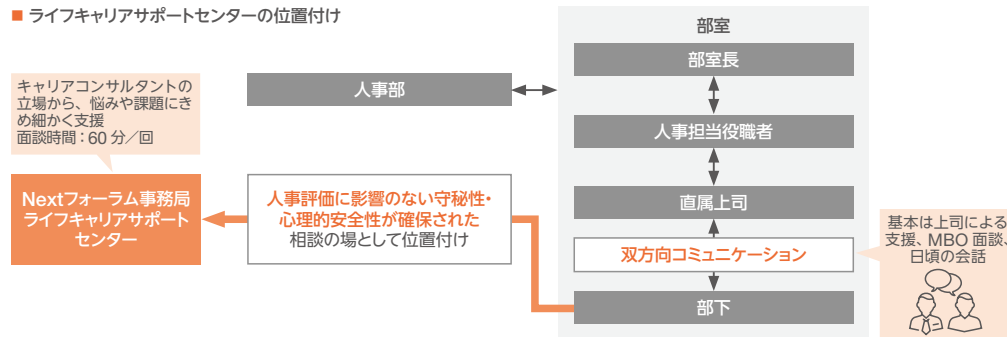 ■ ライフキャリアサポートセンターの位置付け
部室
部室長
キャリアコンサルタントの
立場から、悩みや課題にき
め細かく支援
面談時間：60 分／回
人事部
人事担当役職者
Nextフォーラム事務局
ライフキャリアサポート
センター
人事評価に影響のない守秘性・
心理的安全性が確保された
相談の場として位置付け
直属上司
双方向コミュニケーション
基本は上司による
支援、MBO 面談、
日頃の会話
部下